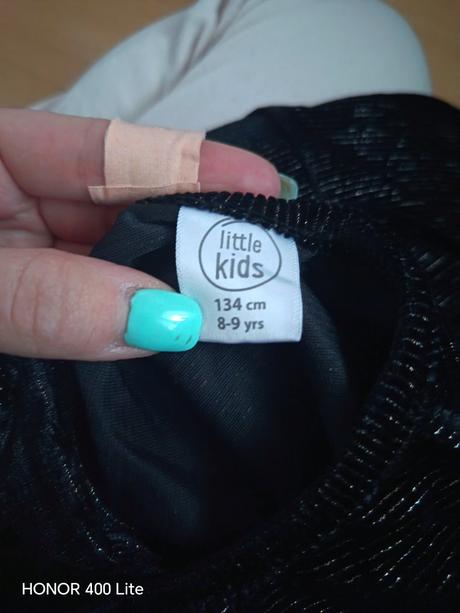 little
kids
134 cm
8-9 yrs
HONOR 400 Lite